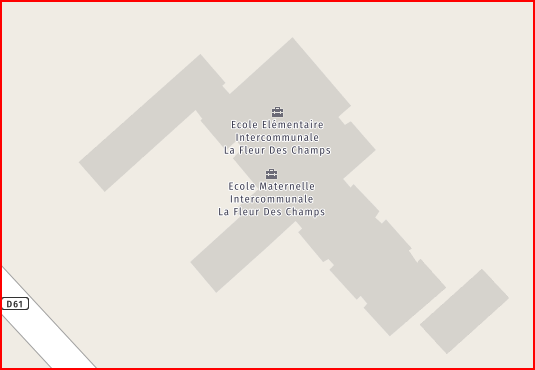 Ecole Elémentaire
Intercommunale
La Fleur Des Champs
Ecole Maternelle
Intercommunale
La Fleur Des Champs
D61